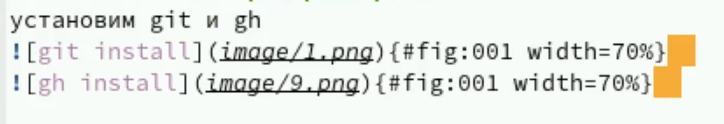 установим git и gh
![git install](image/1.png){#fig:001 width=70%}
![gh install](image/9.png){#fig:001 width=70%}